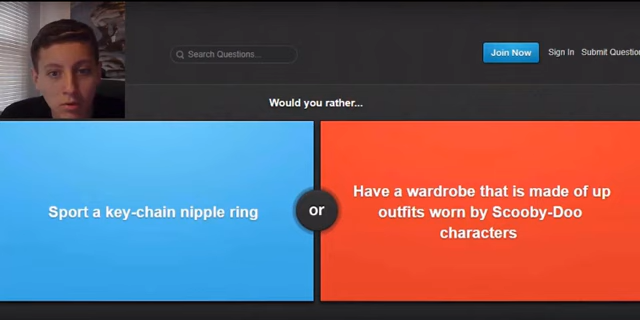 Search Questions...
Join Now
Sign In
Submit Question
Would you rather...
Sport a key-chain nipple ring
or
Have a wardrobe that is made of up
outfits worn by Scooby-Doo
characters